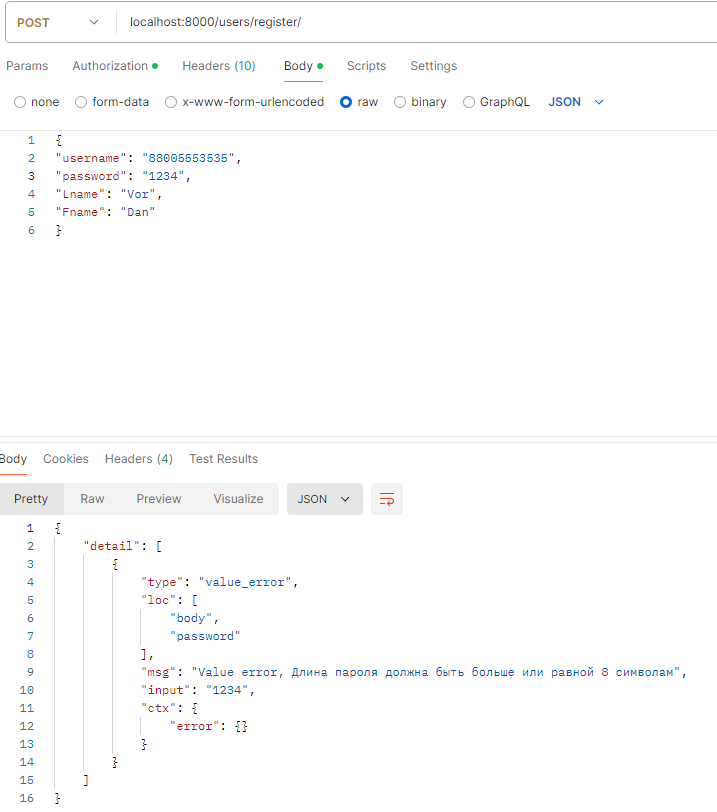 POST localhost:8000/users/register/
Params Authorization Headers (10) Body Scripts Settings
none form-data x-www-form-urlencoded raw binary GraphQL JSON
1 {
2 "username": "88005553535",
3 "password": "1234",
4 "Lname": "Vor",
5 "Fname": "Dan"
6 }
Body Cookies Headers (4) Test Results
Pretty Raw Preview Visualize JSON
1 {
2 "detail": [
3 {
4 "type": "value_error",
5 "loc": [
6 "body",
7 "password"
8 ],
9 "msg": "Value error, Длина пароля должна быть больше или равной 8 символам",
10 "input": "1234",
11 "ctx": {
12 "error": {}
13 }
14 }
15 ]
16 }